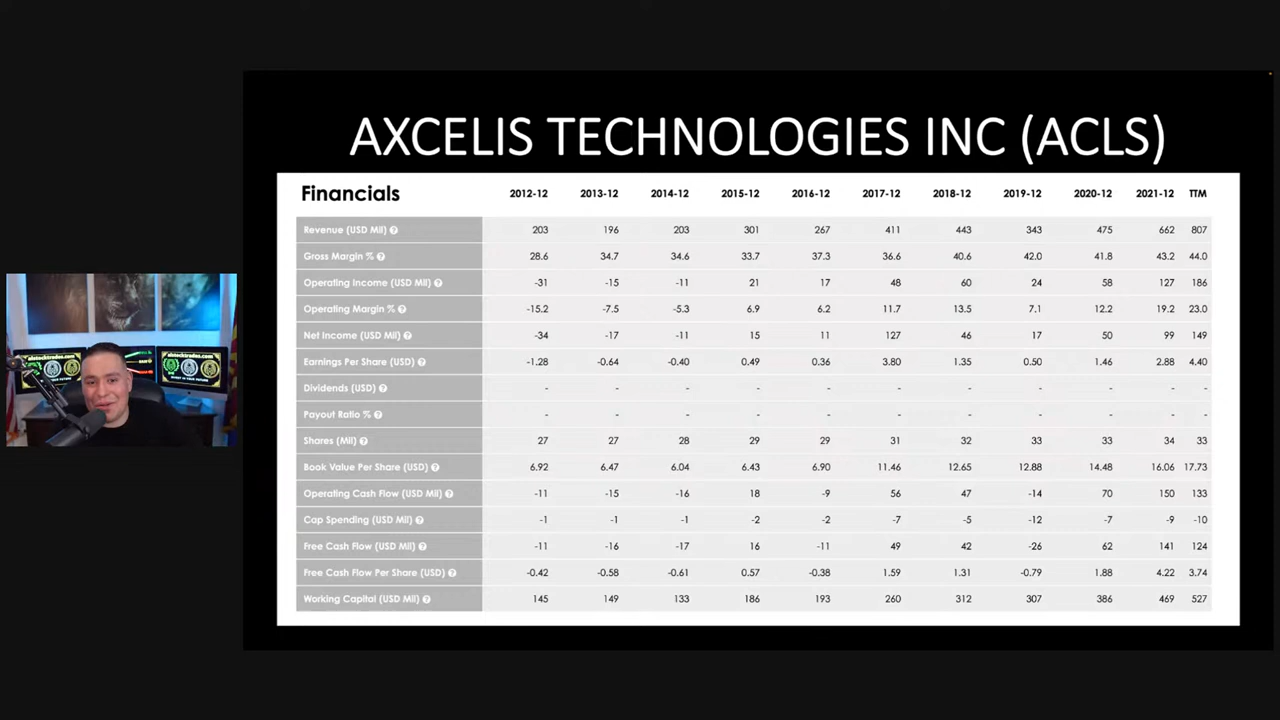 AXCELIS TECHNOLOGIES INC (ACLS)
Financials 2012-12 2013-12 2014-12 2015-12 2016-12 2017-12 2018-12 2019-12 2020-12 2021-12 TTM
Revenue (USD Mil) 203 196 203 301 267 411 443 343 475 662 807
Gross Margin % 28.6 34.7 34.6 33.7 37.3 36.6 40.6 42.0 41.8 43.2 44.0
Operating Income (USD Mil) -31 -15 -11 21 17 48 60 24 58 127 186
Operating Margin % -15.2 -7.5 -5.3 6.9 6.2 11.7 13.5 7.1 12.2 19.2 23.0
Net Income (USD Mil) -34 -17 -11 15 11 127 46 17 50 99 149
Earnings Per Share (USD) -1.28 -0.64 -0.40 0.49 0.36 3.80 1.35 0.50 1.46 2.88 4.40
Dividends (USD) - - - - - - - - - - -
Payout Ratio % - - - - - - - - - - -
Shares (Mil) 27 27 28 29 29 31 32 33 33 34 33
Book Value Per Share (USD) 6.92 6.47 6.04 6.43 6.90 11.46 12.65 12.88 14.48 16.06 17.73
Operating Cash Flow (USD Mil) -11 -15 -16 18 -9 56 47 -14 70 150 133
Cap Spending (USD Mil) -1 -1 -1 -2 -2 -7 -5 -12 -7 -9 -10
Free Cash Flow (USD Mil) -11 -16 -17 16 -11 49 42 -26 62 141 124
Free Cash Flow Per Share (USD) -0.42 -0.58 -0.61 0.57 -0.38 1.59 1.31 -0.79 1.88 4.22 3.74
Working Capital (USD Mil) 145 149 133 186 193 260 312 307 386 469 527